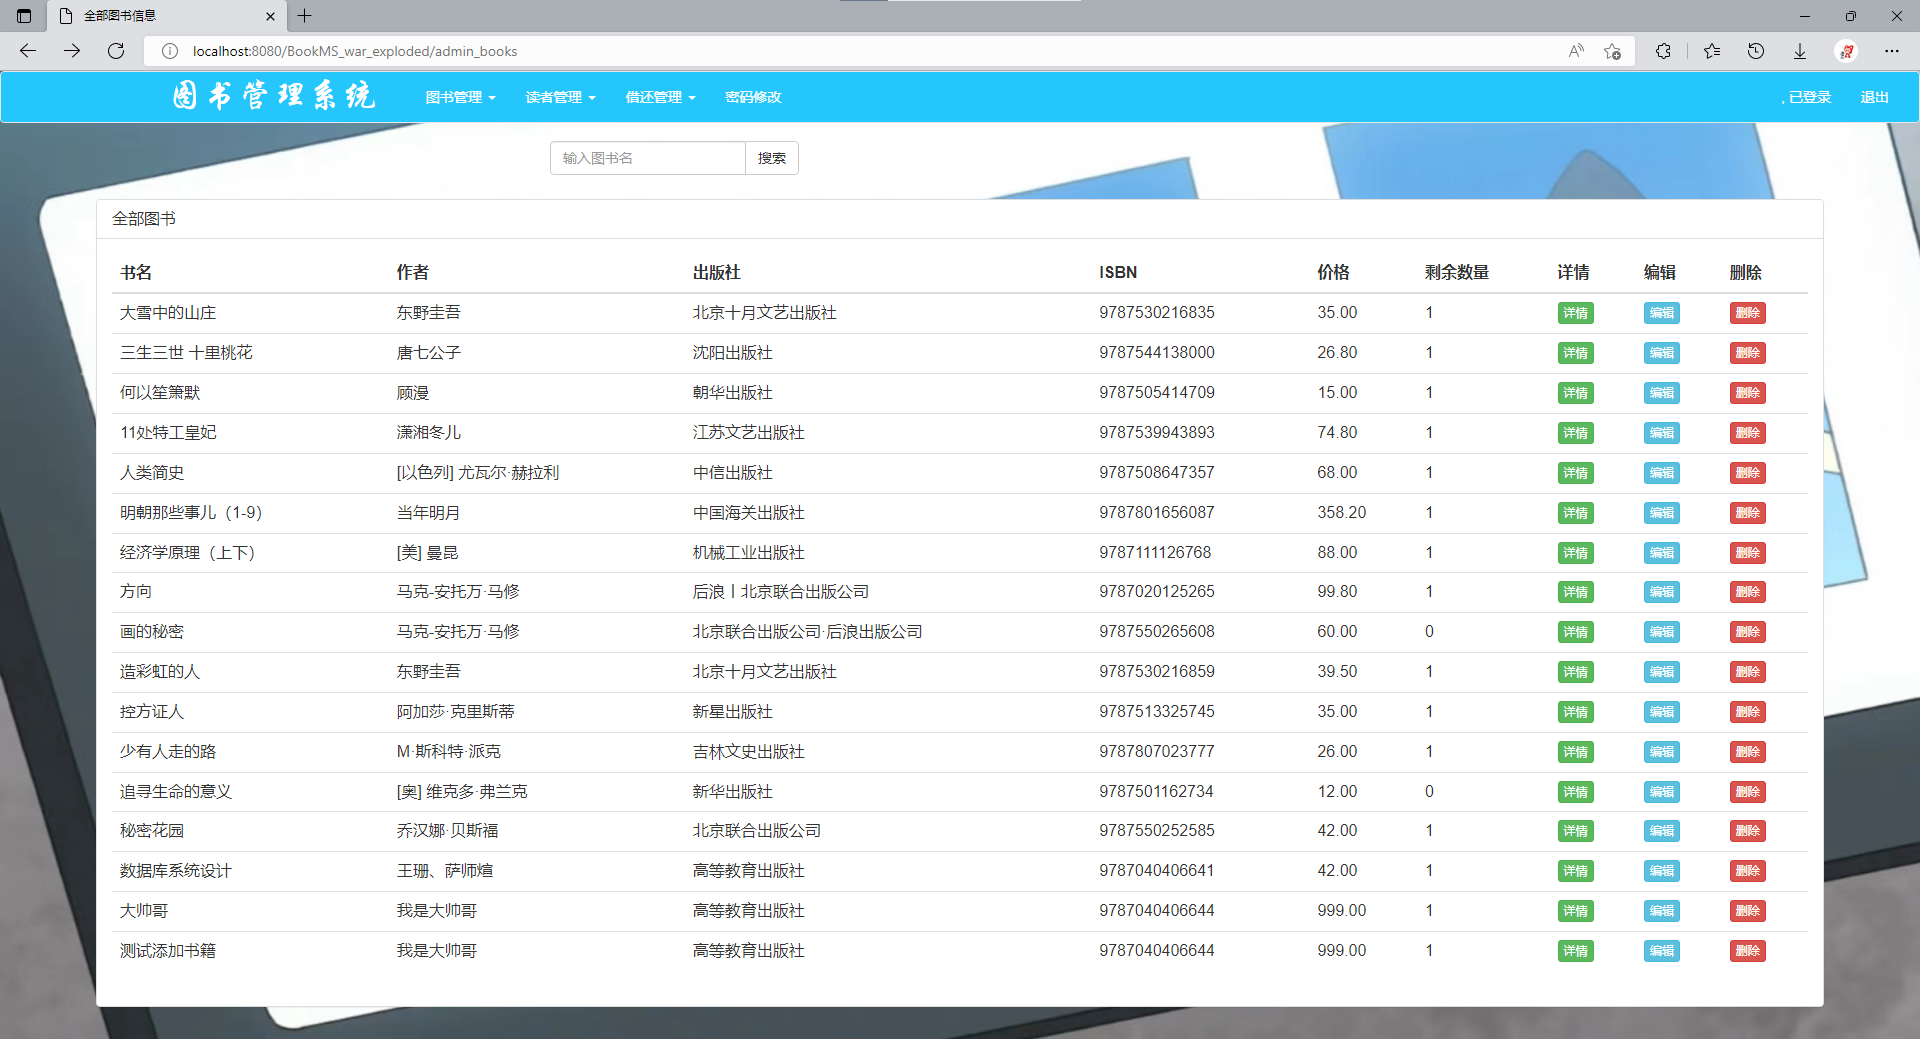 全部图书信息
localhost:8080/BookMS_war_exploded/admin_books
图书管理系统 图书管理 读者管理 借还管理 密码修改 , 已登录 退出
输入图书名 搜索
全部图书
书名 作者 出版社 ISBN 价格 剩余数量 详情 编辑 删除
大雪中的山庄 东野圭吾 北京十月文艺出版社 9787530216835 35.00 1 详情 编辑 删除
三生三世 十里桃花 唐七公子 沈阳出版社 9787544138000 26.80 1 详情 编辑 删除
何以笙箫默 顾漫 朝华出版社 9787505414709 15.00 1 详情 编辑 删除
11处特工皇妃 潇湘冬儿 江苏文艺出版社 9787539943893 74.80 1 详情 编辑 删除
人类简史 [以色列] 尤瓦尔·赫拉利 中信出版社 9787508647357 68.00 1 详情 编辑 删除
明朝那些事儿（1-9） 当年明月 中国海关出版社 9787801656087 358.20 1 详情 编辑 删除
经济学原理（上下） [美] 曼昆 机械工业出版社 9787111126768 88.00 1 详情 编辑 删除
方向 马克-安托万·马修 后浪丨北京联合出版公司 9787020125265 99.80 1 详情 编辑 删除
画的秘密 马克-安托万·马修 北京联合出版公司·后浪出版公司 9787550265608 60.00 0 详情 编辑 删除
造彩虹的人 东野圭吾 北京十月文艺出版社 9787530216859 39.50 1 详情 编辑 删除
控方证人 阿加莎·克里斯蒂 新星出版社 9787513325745 35.00 1 详情 编辑 删除
少有人走的路 M·斯科特·派克 吉林文史出版社 9787807023777 26.00 1 详情 编辑 删除
追寻生命的意义 [奥] 维克多·弗兰克 新华出版社 9787501162734 12.00 0 详情 编辑 删除
秘密花园 乔汉娜·贝斯福 北京联合出版公司 9787550252585 42.00 1 详情 编辑 删除
数据库系统设计 王珊、萨师煊 高等教育出版社 9787040406641 42.00 1 详情 编辑 删除
大帅哥 我是大帅哥 高等教育出版社 9787040406644 999.00 1 详情 编辑 删除
测试添加书籍 我是大帅哥 高等教育出版社 9787040406644 999.00 1 详情 编辑 删除